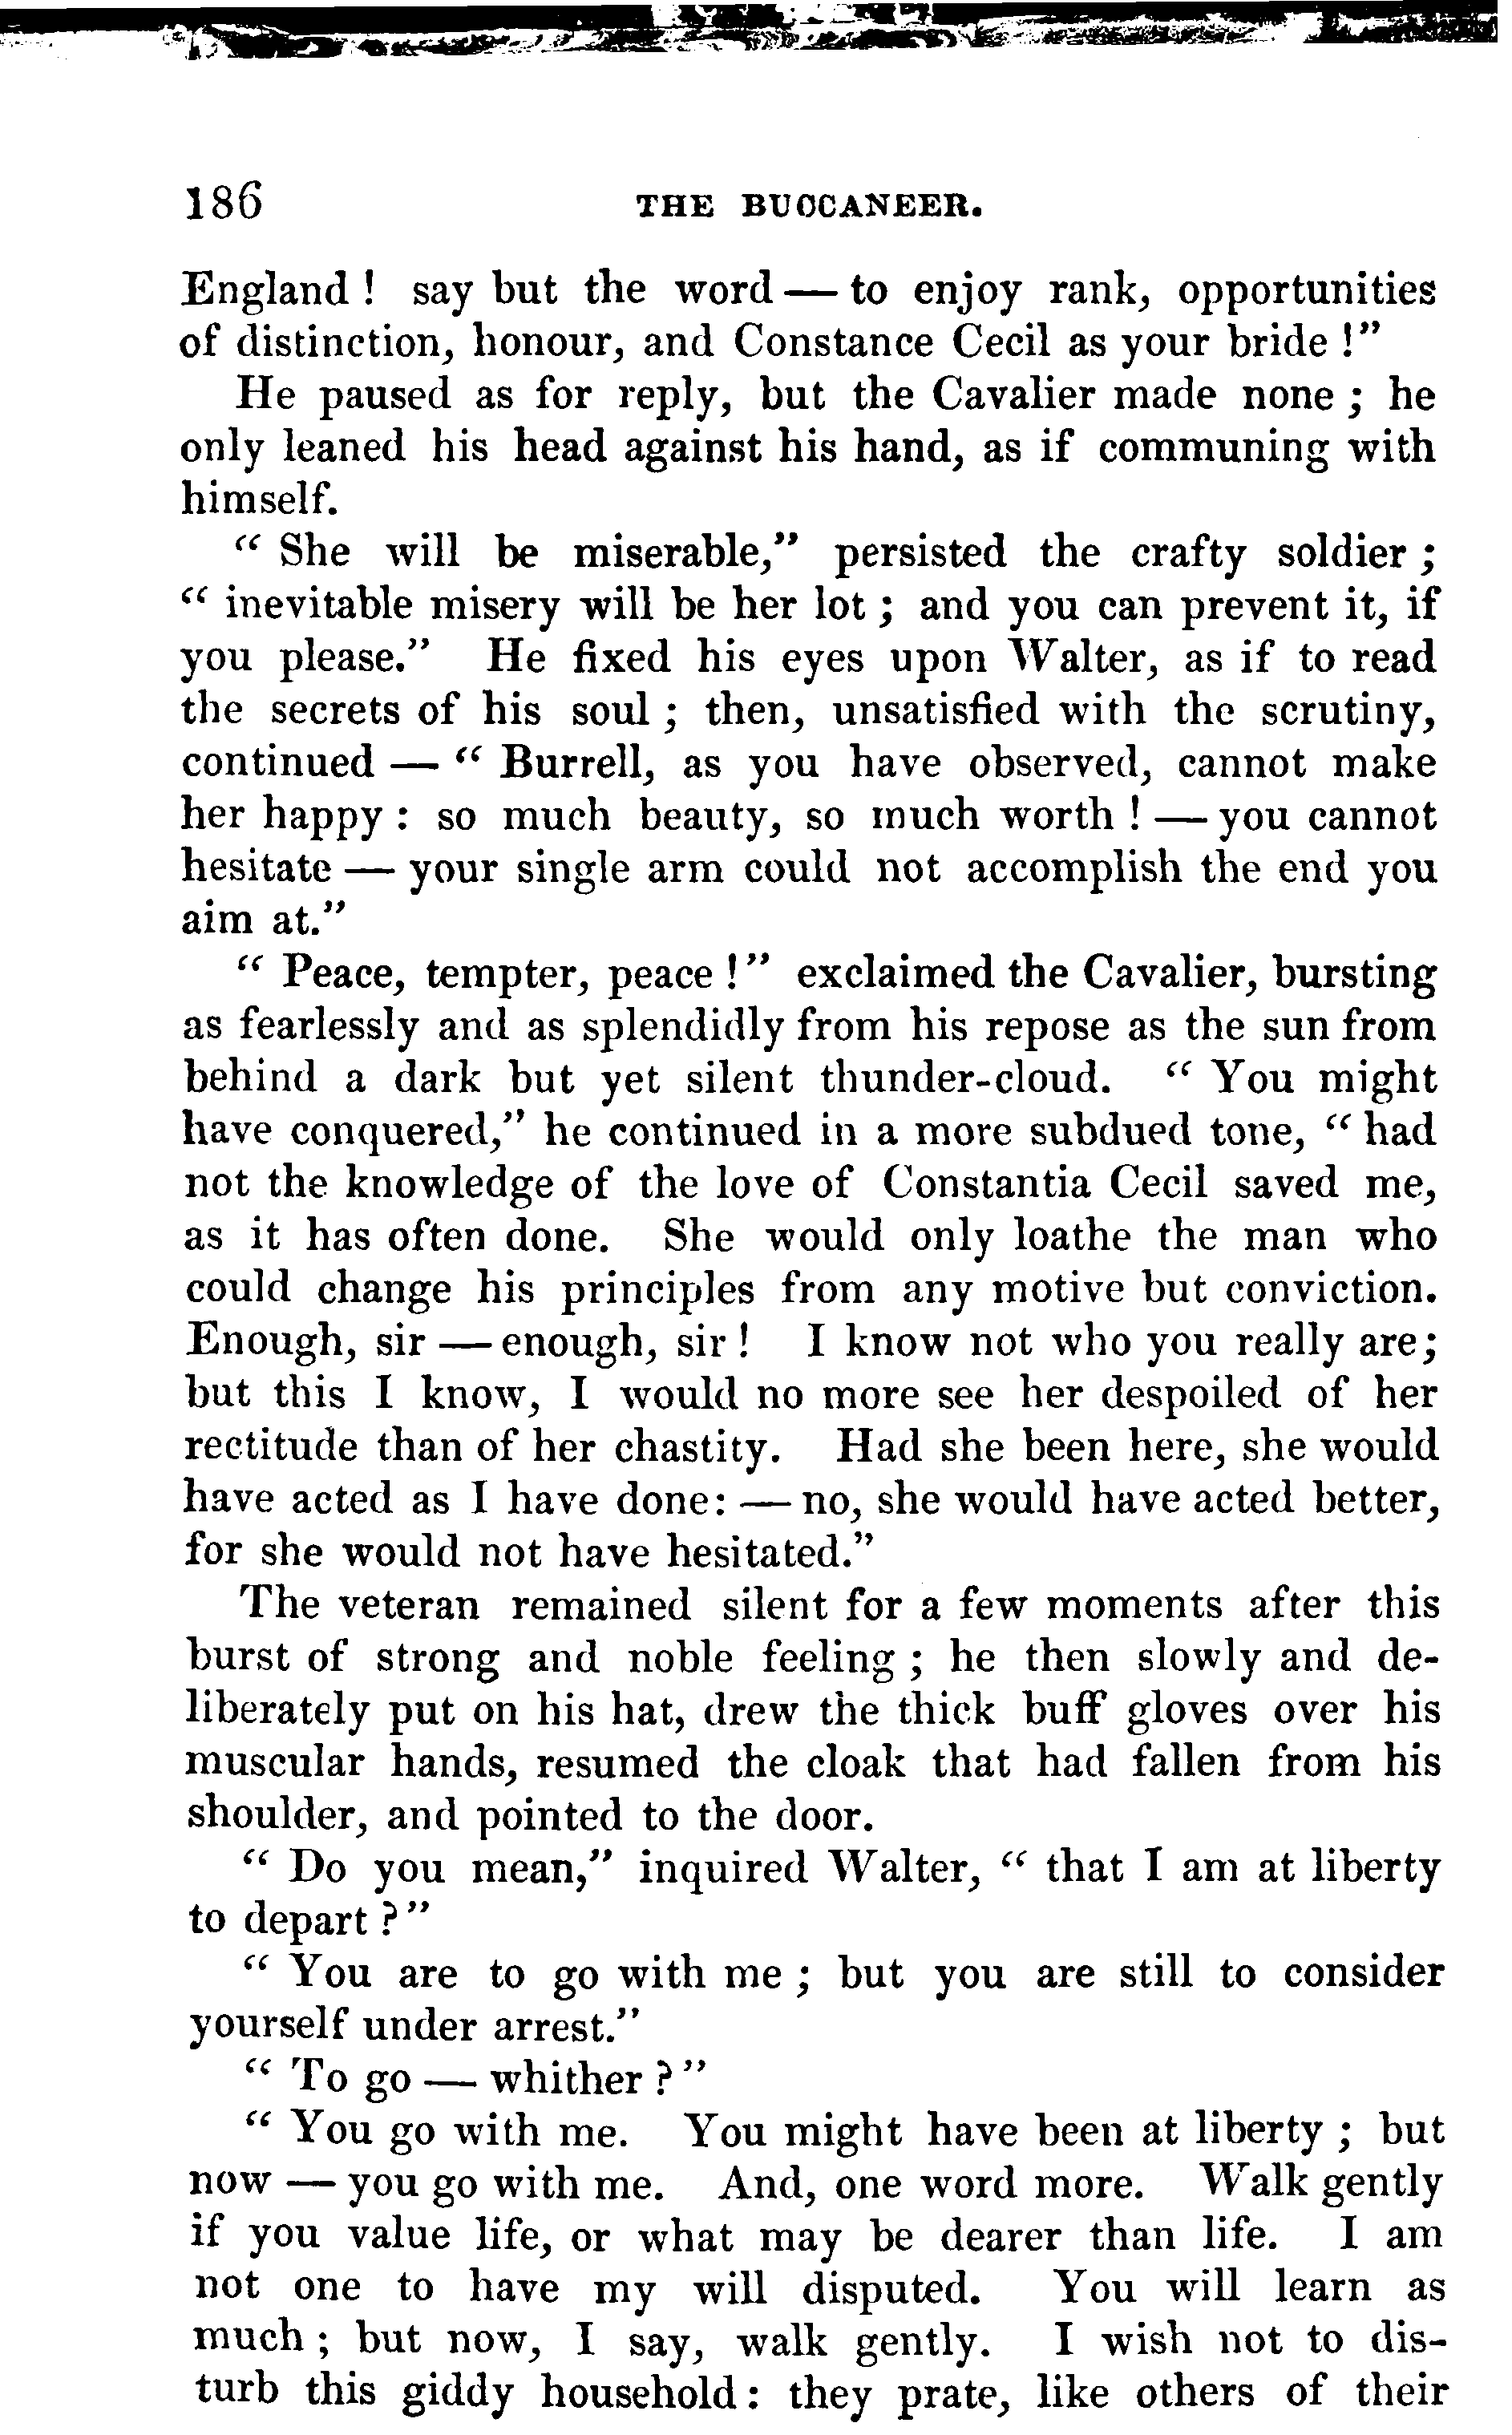 186 THE BUCCANEER.
England ! say but the word — to enjoy rank, opportunities
of distinction, honour, and Constance Cecil as your bride !”
He paused as for reply, but the Cavalier made none ; he
only leaned his head against his hand, as if communing with
himself.
“ She will be miserable,” persisted the crafty soldier ;
“ inevitable misery will be her lot ; and you can prevent it, if
you please.” He fixed his eyes upon Walter, as if to read
the secrets of his soul ; then, unsatisfied with the scrutiny,
continued — “ Burrell, as you have observed, cannot make
her happy : so much beauty, so much worth ! — you cannot
hesitate — your single arm could not accomplish the end you
aim at.”
“ Peace, tempter, peace !” exclaimed the Cavalier, bursting
as fearlessly and as splendidly from his repose as the sun from
behind a dark but yet silent thunder-cloud. “ You might
have conquered,” he continued in a more subdued tone, “ had
not the knowledge of the love of Constantia Cecil saved me,
as it has often done. She would only loathe the man who
could change his principles from any motive but conviction.
Enough, sir — enough, sir ! I know not who you really are;
but this I know, I would no more see her despoiled of her
rectitude than of her chastity. Had she been here, she would
have acted as I have done: — no, she would have acted better,
for she would not have hesitated.”
The veteran remained silent for a few moments after this
burst of strong and noble feeling ; he then slowly and de-
liberately put on his hat, drew the thick buff gloves over his
muscular hands, resumed the cloak that had fallen from his
shoulder, and pointed to the door.
“ Do you mean,” inquired Walter, “ that I am at liberty
to depart ?”
“ You are to go with me ; but you are still to consider
yourself under arrest.”
“ To go — whither ?”
“ You go with me. You might have been at liberty ; but
now — you go with me. And, one word more. Walk gently
if you value life, or what may be dearer than life. I am
not one to have my will disputed. You will learn as
much ; but now, I say, walk gently. I wish not to dis-
turb this giddy household : they prate, like others of their